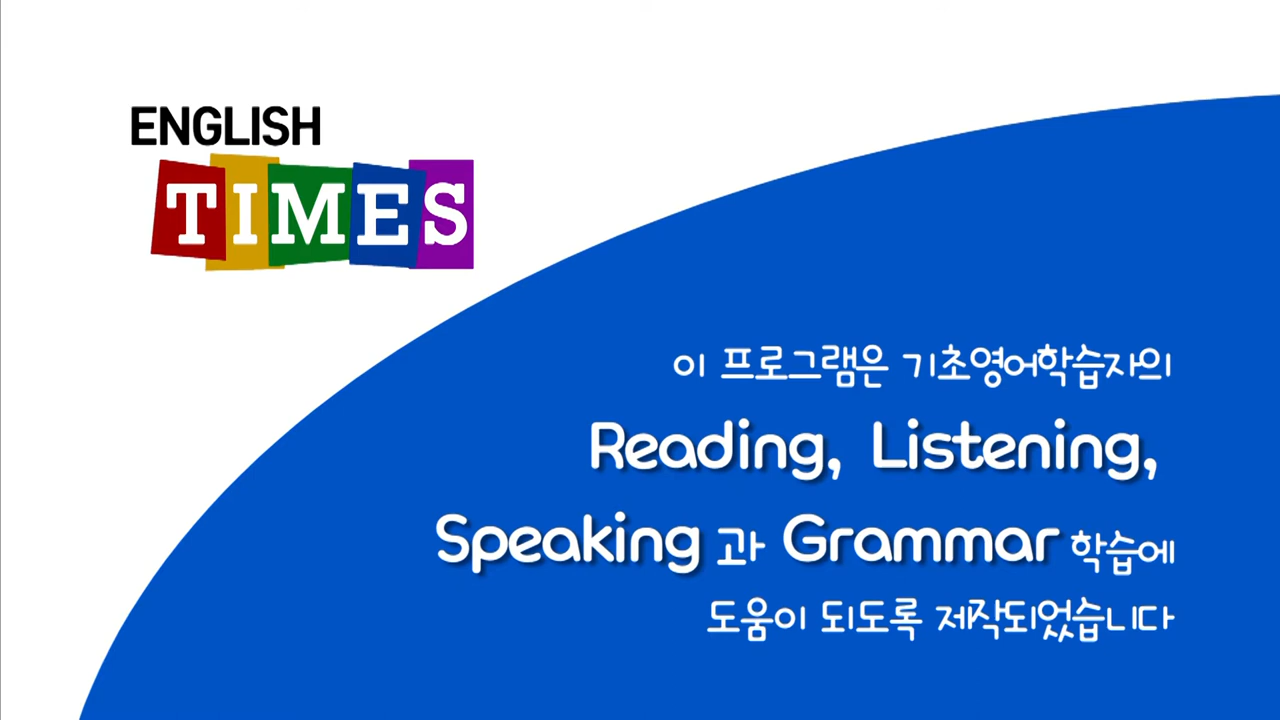 ENGLISH
TIMES
이 프로그램은 기초영어학습자의
Reading, Listening,
Speaking 과 Grammar 학습에
도움이 되도록 제작되었습니다